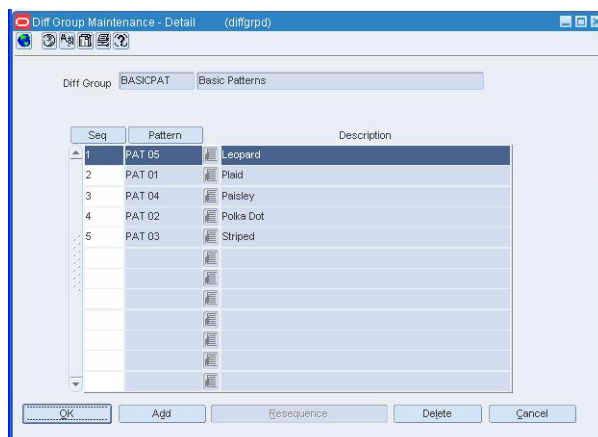 Diff Group Maintenance - Detail (diffgrpd)
Diff Group BASICPAT Basic Patterns
Seq Pattern Description
1 PAT 05 Leopard
2 PAT 01 Plaid
3 PAT 04 Paisley
4 PAT 02 Polka Dot
5 PAT 03 Striped
OK Add Resequence Delete Cancel